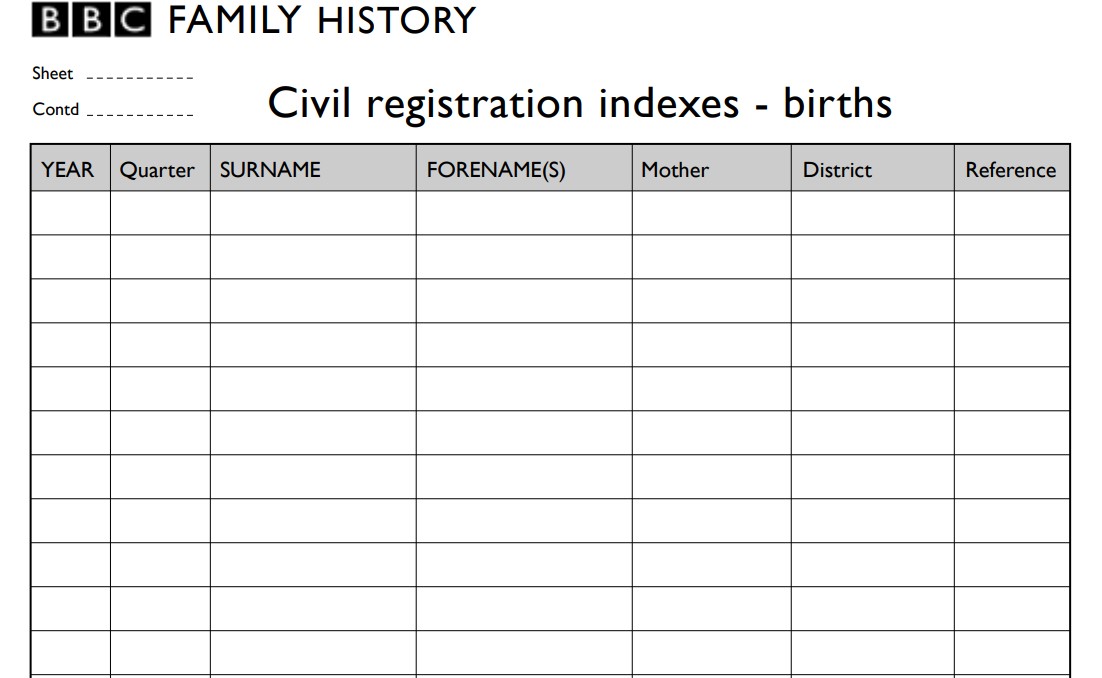 BBC FAMILY HISTORY
Sheet ___________
Contd ___________
Civil registration indexes - births
YEAR Quarter SURNAME FORENAME(S) Mother District Reference